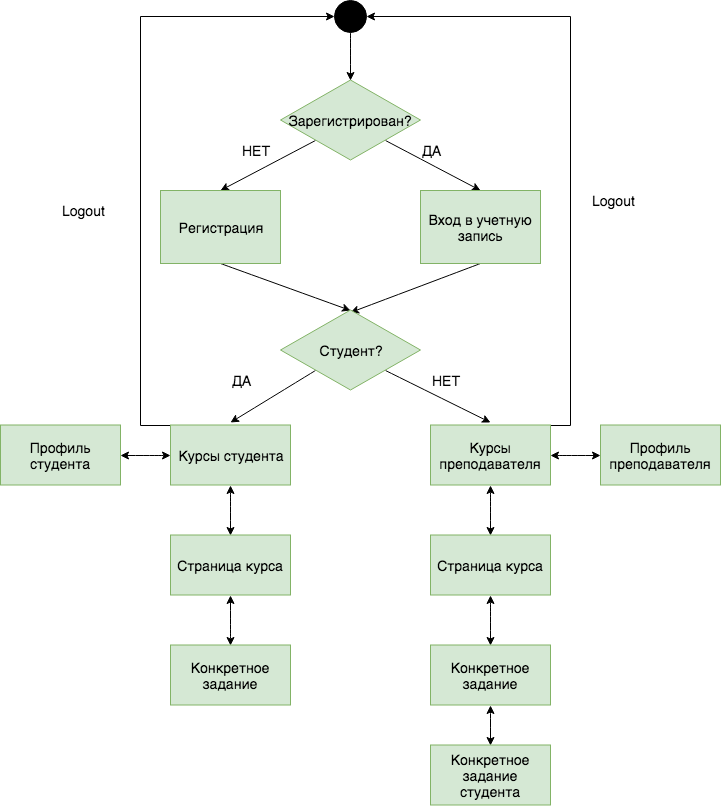 Зарегистрирован?
НЕТ
ДА
Logout
Logout
Регистрация
Вход в учетную
запись
Студент?
ДА
НЕТ
Профиль
студента
Курсы студента
Курсы
преподавателя
Профиль
преподавателя
Страница курса
Страница курса
Конкретное
задание
Конкретное
задание
Конкретное
задание
студента